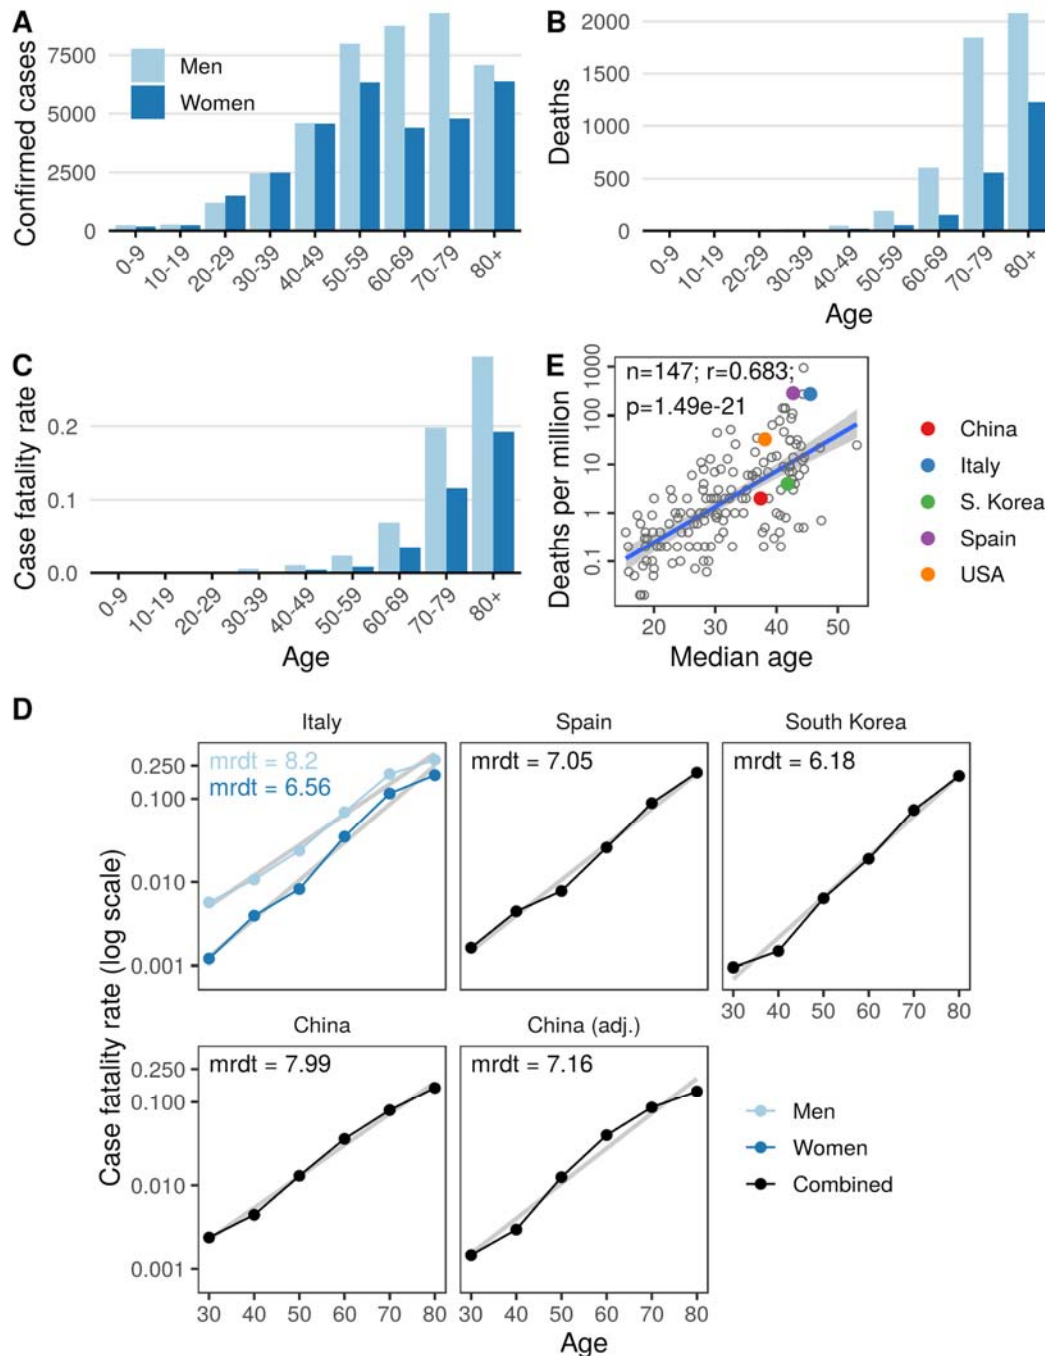 A
Confirmed cases
7500
5000
2500
0
Men
Women
0-9
10-19
20-29
30-39
40-49
50-59
60-69
70-79
80+
B
Deaths
2000
1500
1000
500
0
0-9
10-19
20-29
30-39
40-49
50-59
60-69
70-79
80+
Age
C
Case fatality rate
0.2
0.1
0.0
0-9
10-19
20-29
30-39
40-49
50-59
60-69
70-79
80+
Age
E
Deaths per million
1000
100
10
1
0.1
n=147; r=0.683;
p=1.49e-21
20 30 40 50
Median age
China
Italy
S. Korea
Spain
USA
D
Case fatality rate (log scale)
Italy
mrdt = 8.2
mrdt = 6.56
0.250
0.100
0.010
0.001
Spain
mrdt = 7.05
South Korea
mrdt = 6.18
30 40 50 60 70 80
China
mrdt = 7.99
0.250
0.100
0.010
0.001
30 40 50 60 70 80
China (adj.)
mrdt = 7.16
30 40 50 60 70 80
Age
Men
Women
Combined